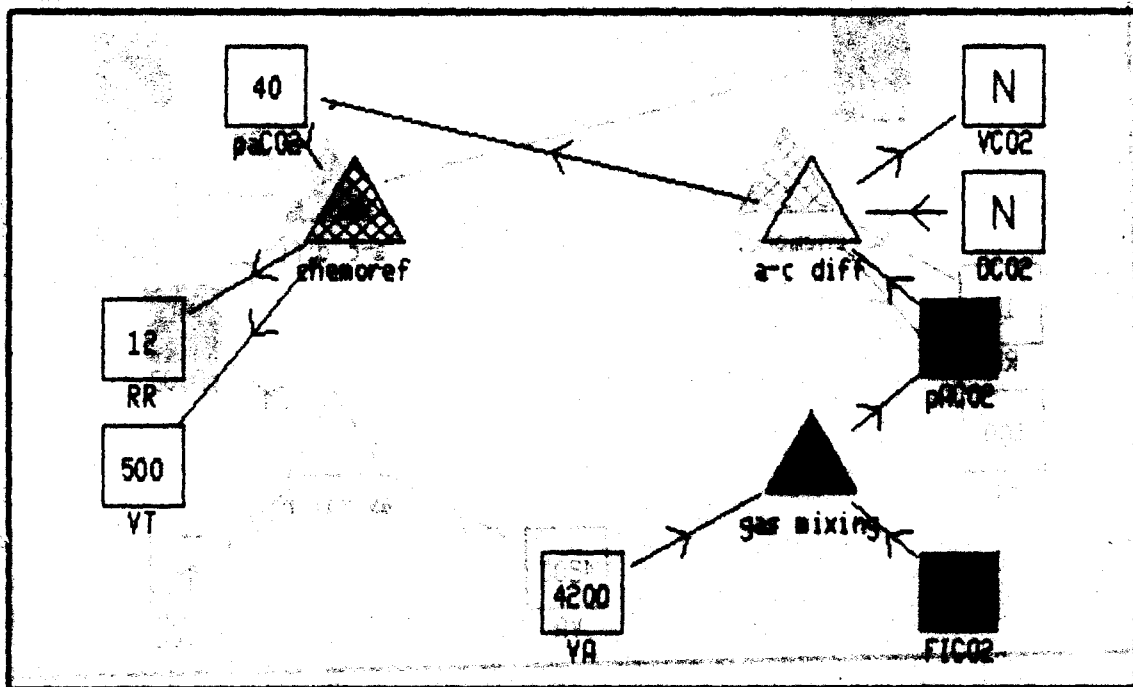 40
paCO2
N
VCO2
N
DCO2
chemoref
a-c diff
12
RR
pACO2
500
VT
gas mixing
4200
VA
FICO2